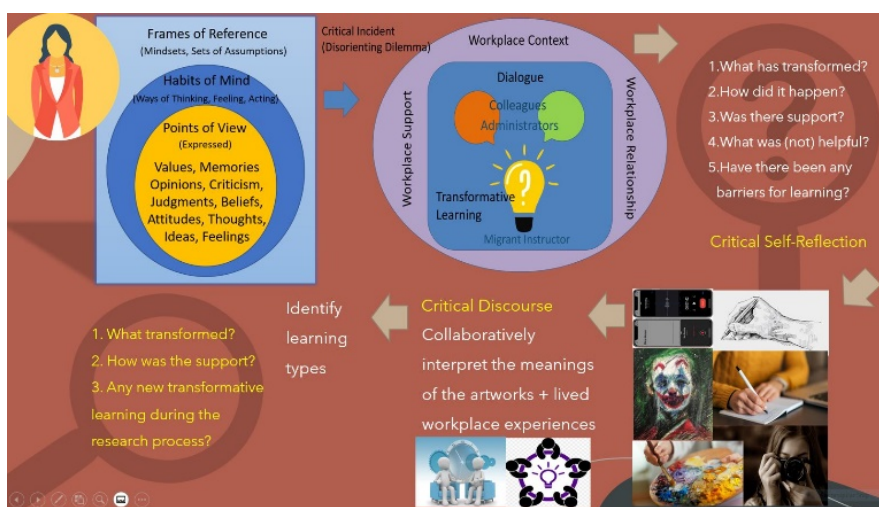 Frames of Reference
(Mindsets, Sets of Assumptions)
Habits of Mind
(Ways of Thinking, Feeling, Acting)
Points of View
(Expressed)
Values, Memories
Opinions, Criticism,
Judgments, Beliefs,
Attitudes, Thoughts,
Ideas, Feelings
Critical Incident
(Disorienting Dilemma)
Workplace Context
Workplace Support
Dialogue
Colleagues
Administrators
Transformative
Learning
Migrant Instructor
Workplace Relationship
1.What has transformed?
2.How did it happen?
3.Was there support?
4.What was (not) helpful?
5.Have there been any
barriers for learning?
Critical Self-Reflection
Critical Discourse
Collaboratively
interpret the meanings
of the artworks + lived
workplace experiences
Identify
learning
types
1. What transformed?
2. How was the support?
3. Any new transformative
learning during the
research process?